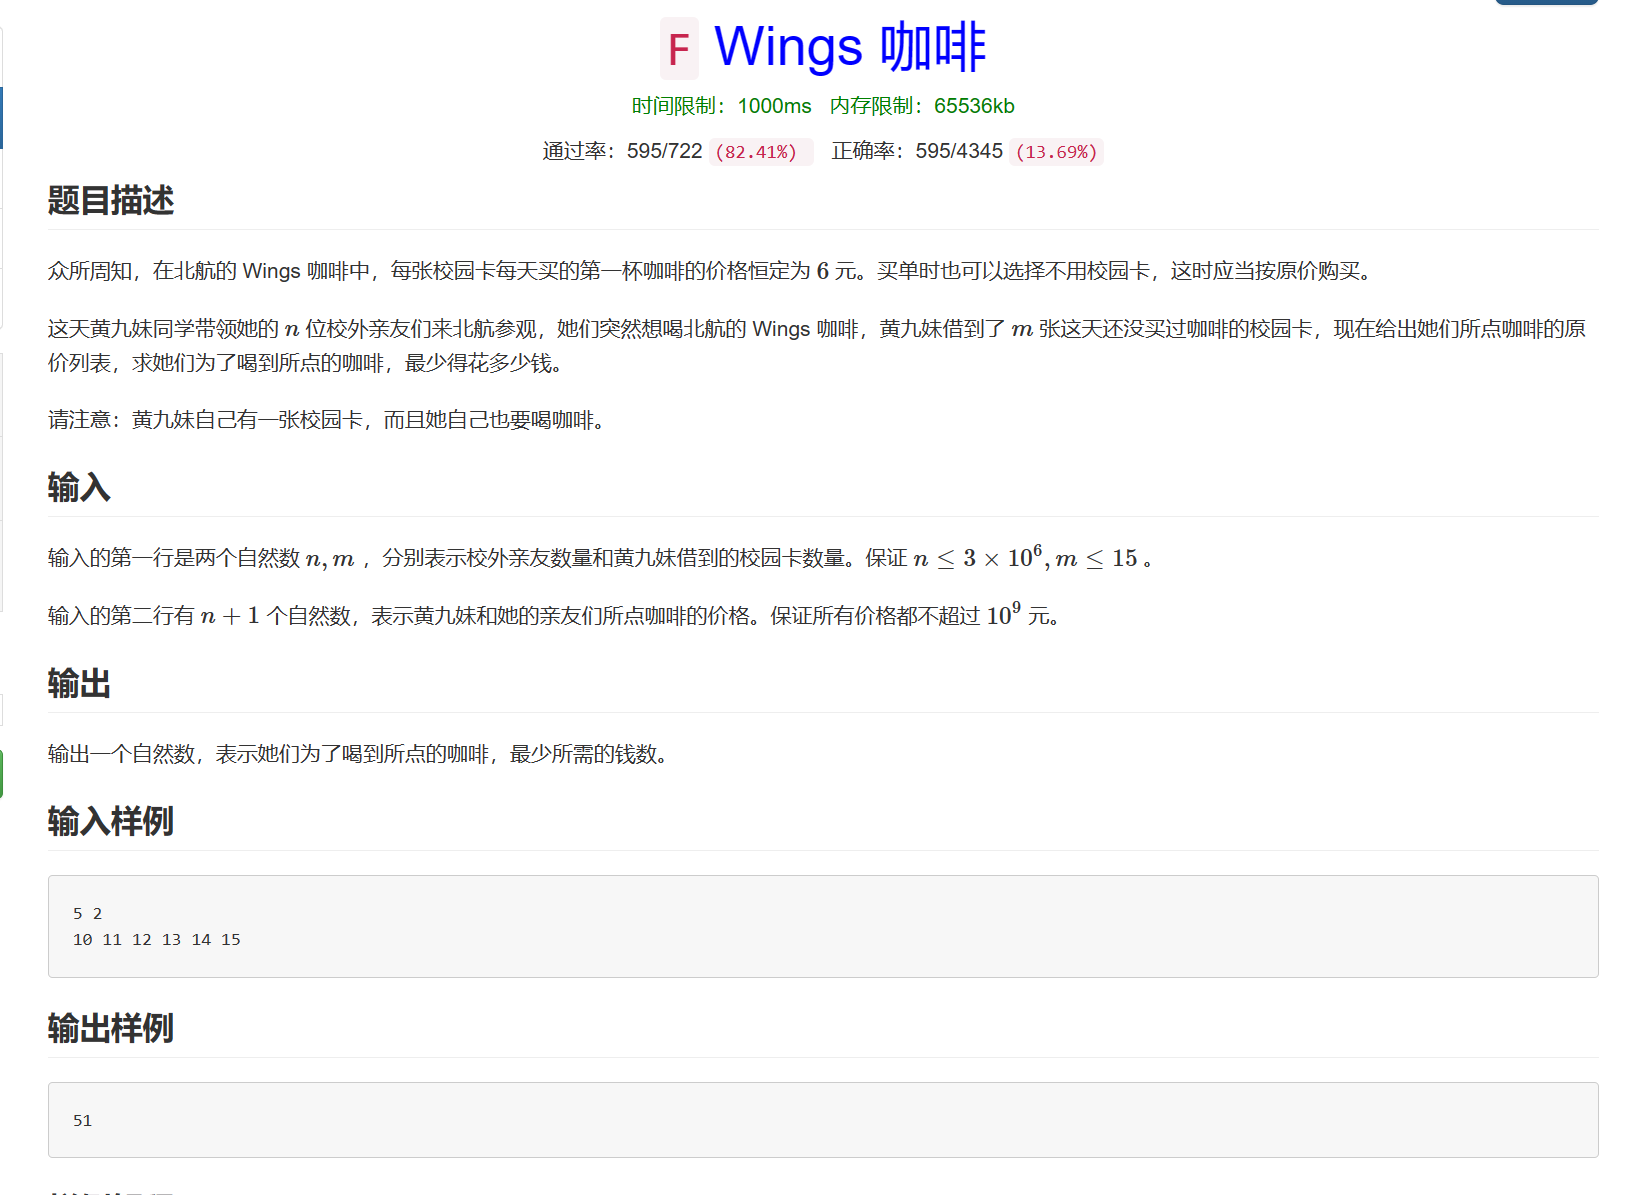 F Wings 咖啡
时间限制：1000ms 内存限制：65536kb
通过率：595/722 (82.41%) 正确率：595/4345 (13.69%)
题目描述
众所周知，在北航的 Wings 咖啡中，每张校园卡每天买的第一杯咖啡的价格恒定为 6 元。买单时也可以选择不用校园卡，这时应当按原价购买。
这天黄九妹同学带领她的 n 位校外亲友们来北航参观，她们突然想喝北航的 Wings 咖啡，黄九妹借到了 m 张这天还没买过咖啡的校园卡，现在给出她们所点咖啡的原
价列表，求她们为了喝到所点的咖啡，最少得花多少钱。
请注意：黄九妹自己有一张校园卡，而且她自己也要喝咖啡。
输入
输入的第一行是两个自然数 n, m ，分别表示校外亲友数量和黄九妹借到的校园卡数量。保证 n ≤ 3 × 10⁶, m ≤ 15 。
输入的第二行有 n + 1 个自然数，表示黄九妹和她的亲友们所点咖啡的价格。保证所有价格都不超过 10⁹ 元。
输出
输出一个自然数，表示她们为了喝到所点的咖啡，最少所需的钱数。
输入样例
5 2
10 11 12 13 14 15
输出样例
51